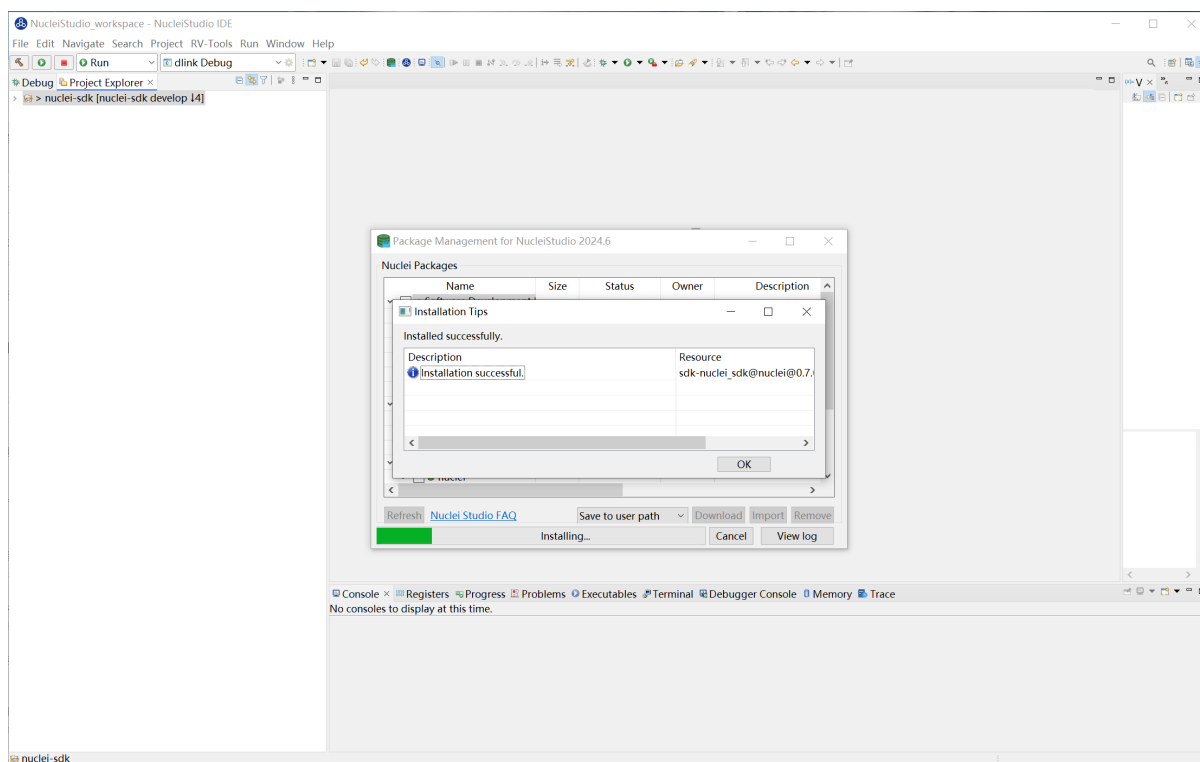 NucleiStudio_workspace - NucleiStudio IDE
File Edit Navigate Search Project RV-Tools Run Window Help
Run
dlink Debug
Debug
Project Explorer
V
> nuclei-sdk [nuclei-sdk develop ↓4]
Package Management for NucleiStudio 2024.6
Nuclei Packages
Name Size Status Owner Description
Installation Tips
Installed successfully.
Description Resource
Installation successful. sdk-nuclei_sdk@nuclei@0.7.
OK
nuclei
Refresh Nuclei Studio FAQ Save to user path Download Import Remove
Installing... Cancel View log
Console Registers Progress Problems Executables Terminal Debugger Console Memory Trace
No consoles to display at this time.
nuclei-sdk